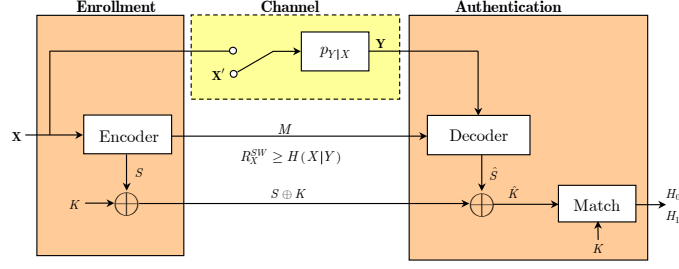 Enrollment Channel Authentication
p_{Y|X}
Y
X′
X
Encoder
M
Decoder
R_X^{SW} ≥ H(X|Y)
S
Ŝ
K
S ⊕ K
K̂
Match
H_0
H_1
K